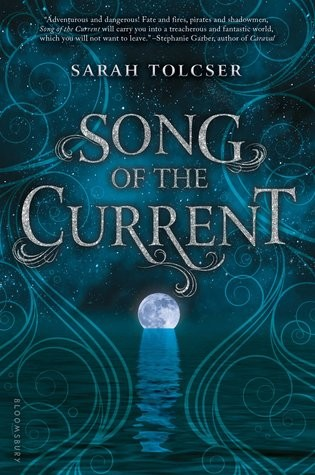 "Adventurous and dangerous! Fate and fires, pirates and shadowmen,
Song of the Current will carry you into a treacherous and fantastic world,
which you will not want to leave." –Stephanie Garber, author of Caraval
SARAH TOLCSER
SONG
OF THE
CURRENT
BLOOMSBURY